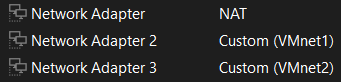 Network Adapter NAT
Network Adapter 2 Custom (VMnet1)
Network Adapter 3 Custom (VMnet2)